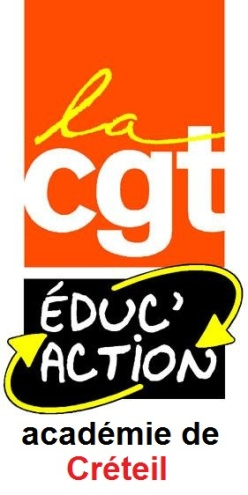 la
cgt
ÉDUC'
ACTION
académie de
Créteil